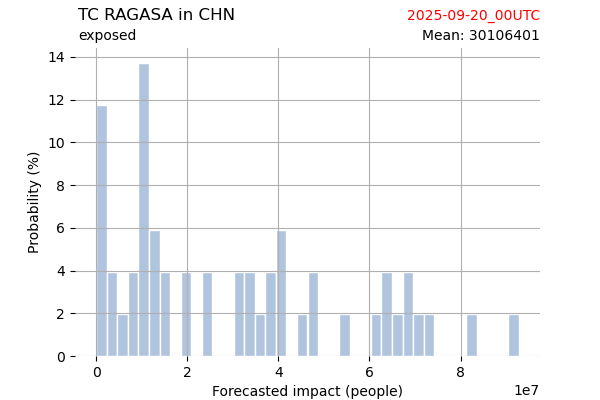 TC RAGASA in CHN
2025-09-20_00UTC
exposed
Mean: 30106401
14
12
10
8
6
4
2
0
Probability (%)
0
2
4
6
8
1e7
Forecasted impact (people)